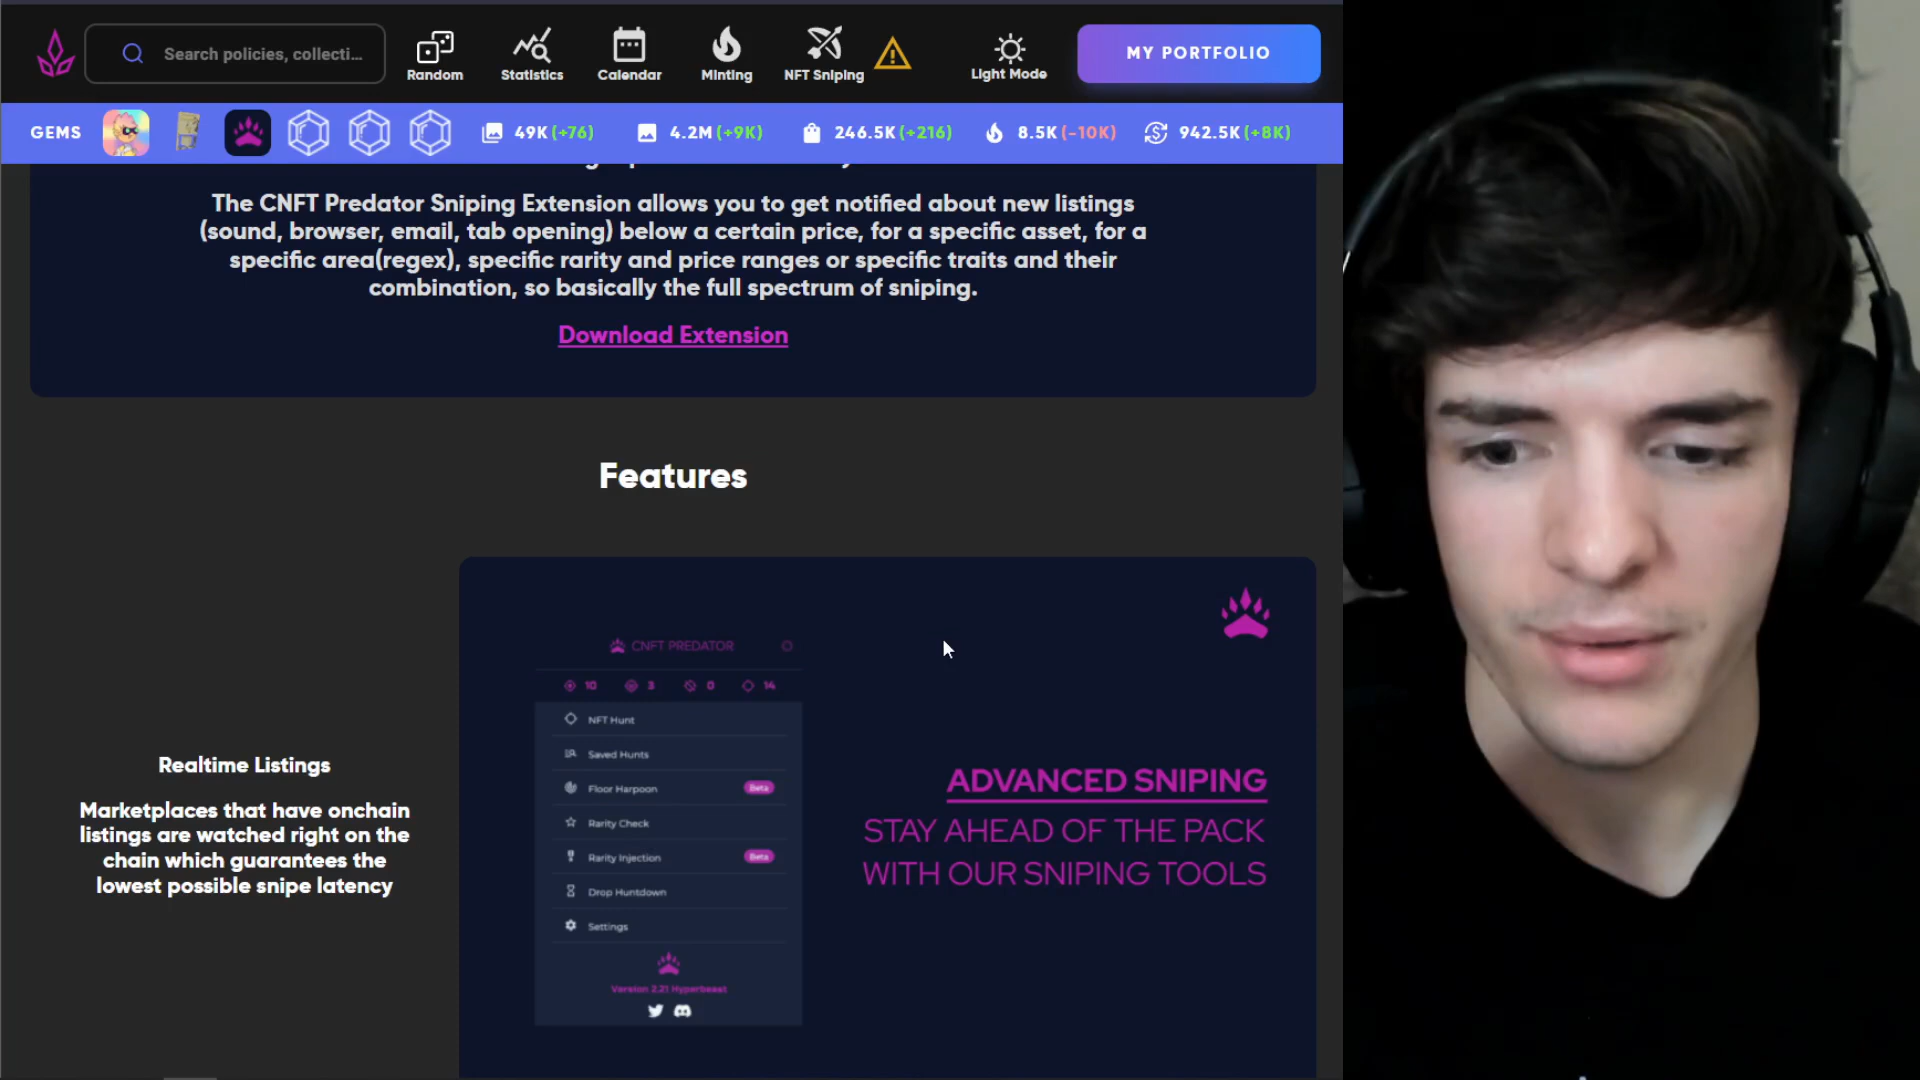 Search policies, collecti...
Random
Statistics
Calendar
Minting
NFT Sniping
Light Mode
MY PORTFOLIO
GEMS
49K(+76)
4.2M(+9K)
246.5K(+216)
8.5K(-10K)
942.5K(+8K)
The CNFT Predator Sniping Extension allows you to get notified about new listings
(sound, browser, email, tab opening) below a certain price, for a specific asset, for a
specific area(regex), specific rarity and price ranges or specific traits and their
combination, so basically the full spectrum of sniping.
Download Extension
Features
Realtime Listings
Marketplaces that have onchain
listings are watched right on the
chain which guarantees the
lowest possible snipe latency
CNFT PREDATOR
10 3 0 14
NFT Hunt
Saved Hunts
Floor Harpoon Beta
Rarity Check
Rarity Injection Beta
Drop Huntdown
Settings
Version 2.21 Hyperbeast
ADVANCED SNIPING
STAY AHEAD OF THE PACK
WITH OUR SNIPING TOOLS